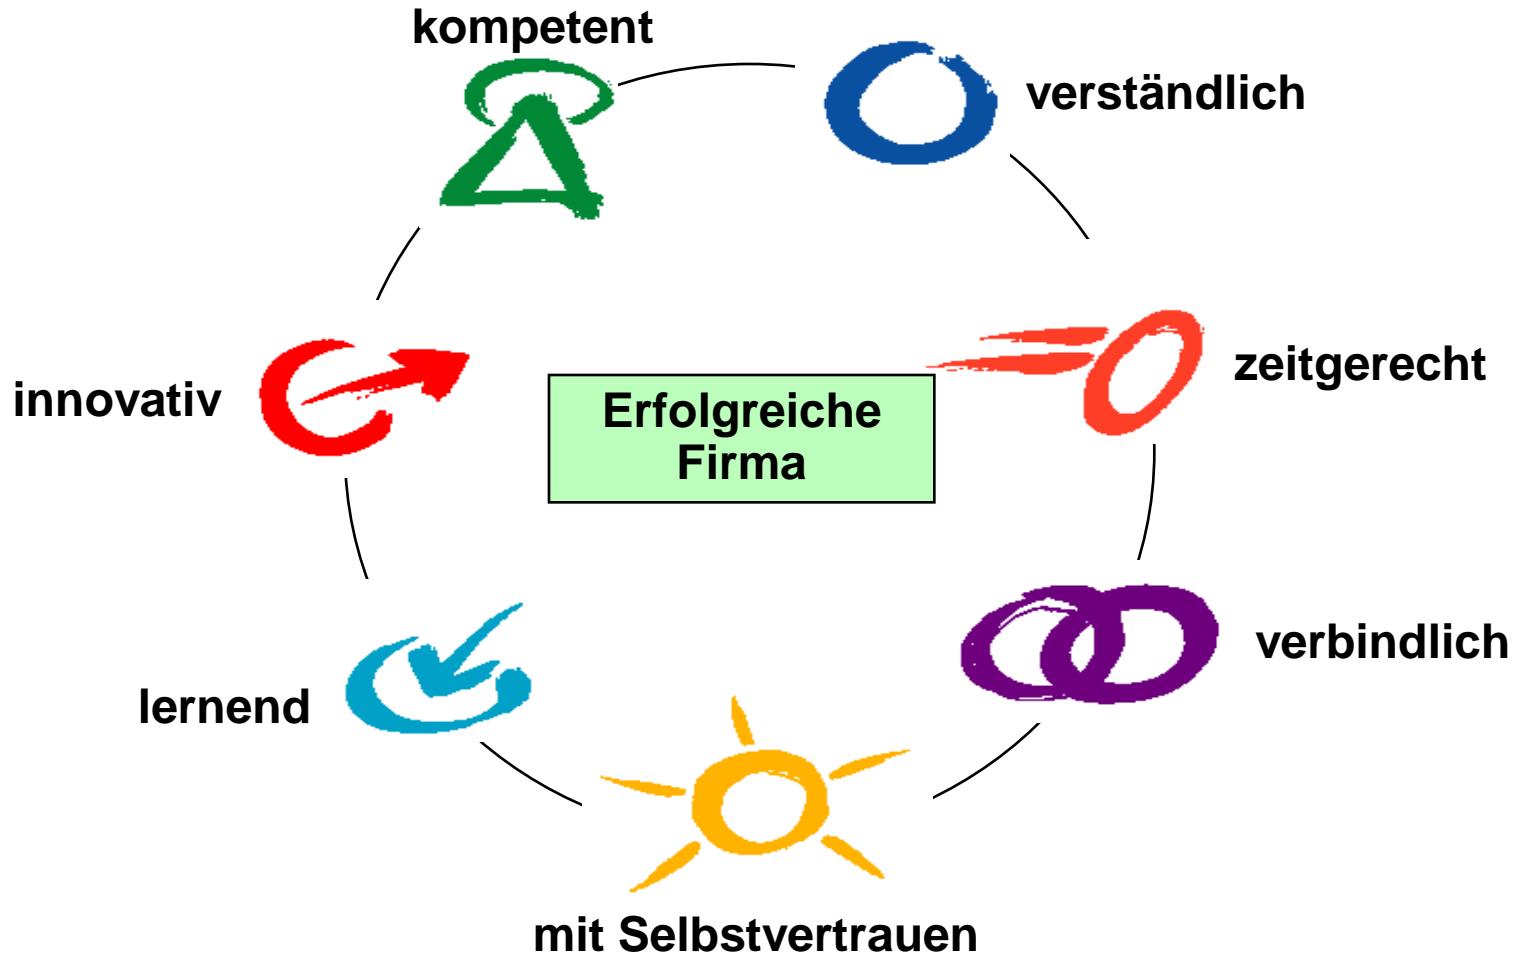 kompetent
verständlich
zeitgerecht
innovativ
Erfolgreiche
Firma
verbindlich
lernend
mit Selbstvertrauen